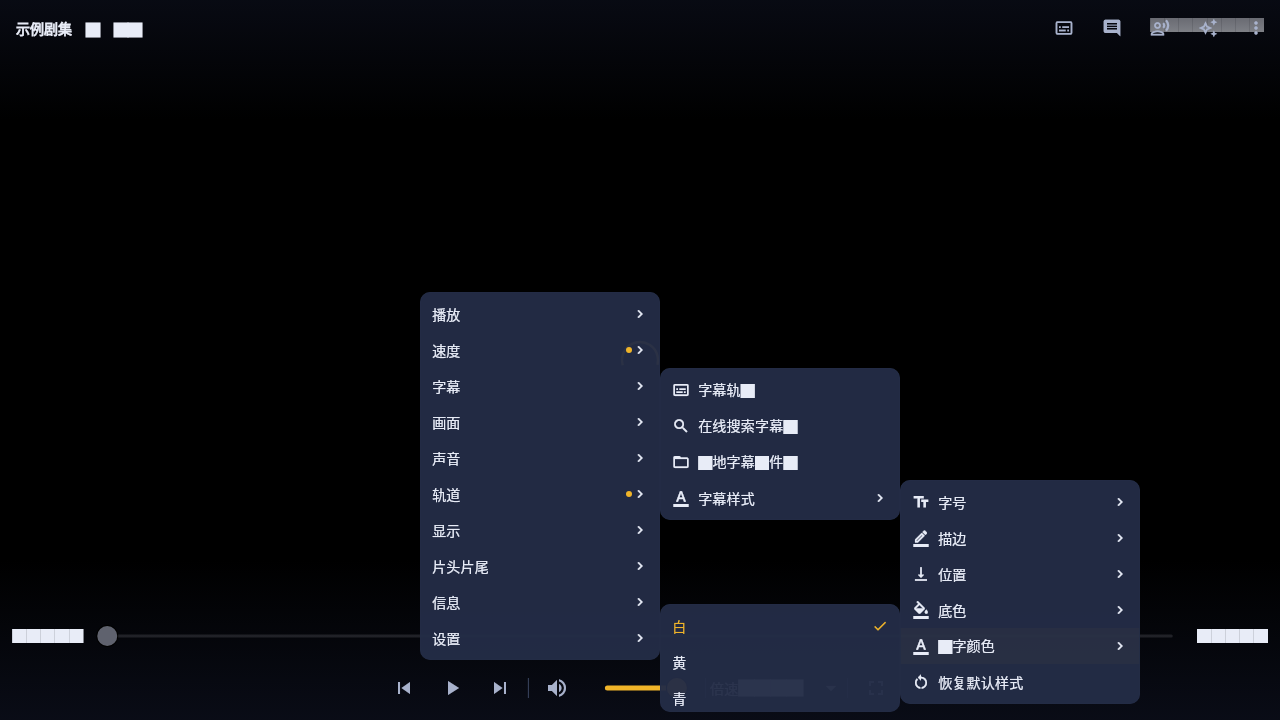 示例剧集
播放
速度
字幕
画面
声音
轨道
显示
片头片尾
信息
设置
字幕轨
在线搜索字幕
地字幕 件
字幕样式
字号
描边
位置
底色
字颜色
恢复默认样式
白
黄
青